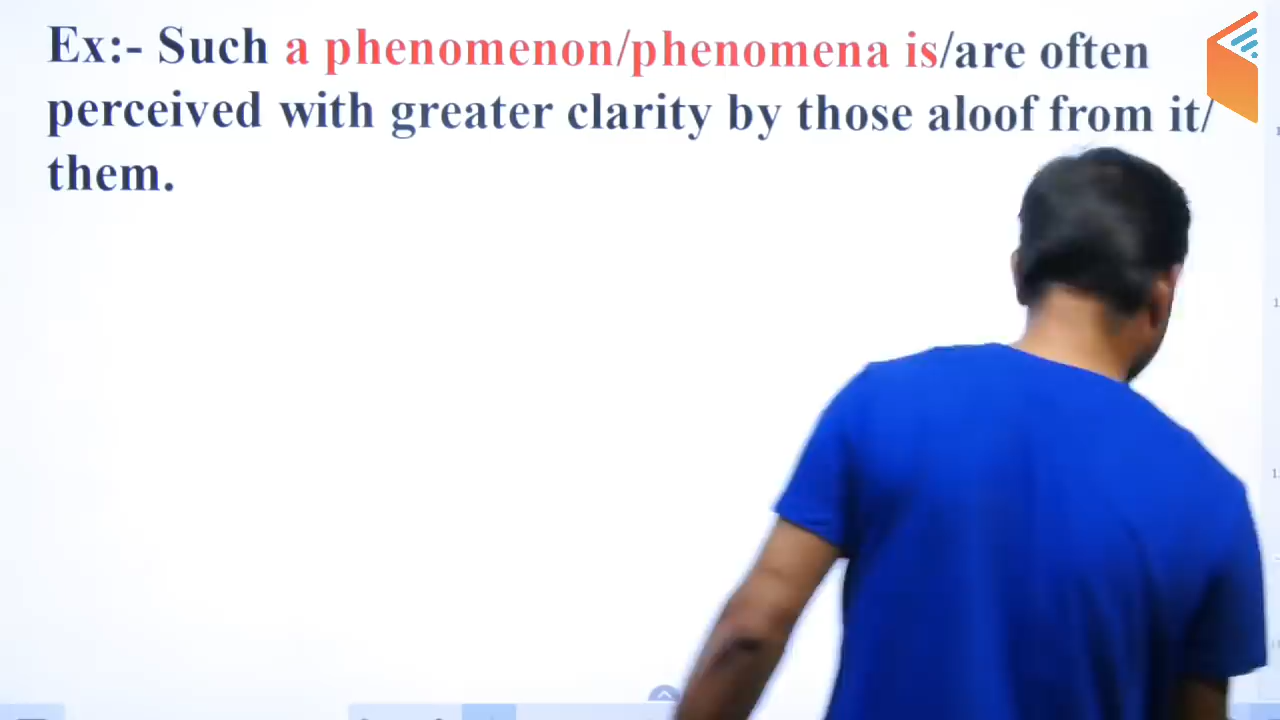 Ex:- Such a phenomenon/phenomena is/are often
perceived with greater clarity by those aloof from it/
them.